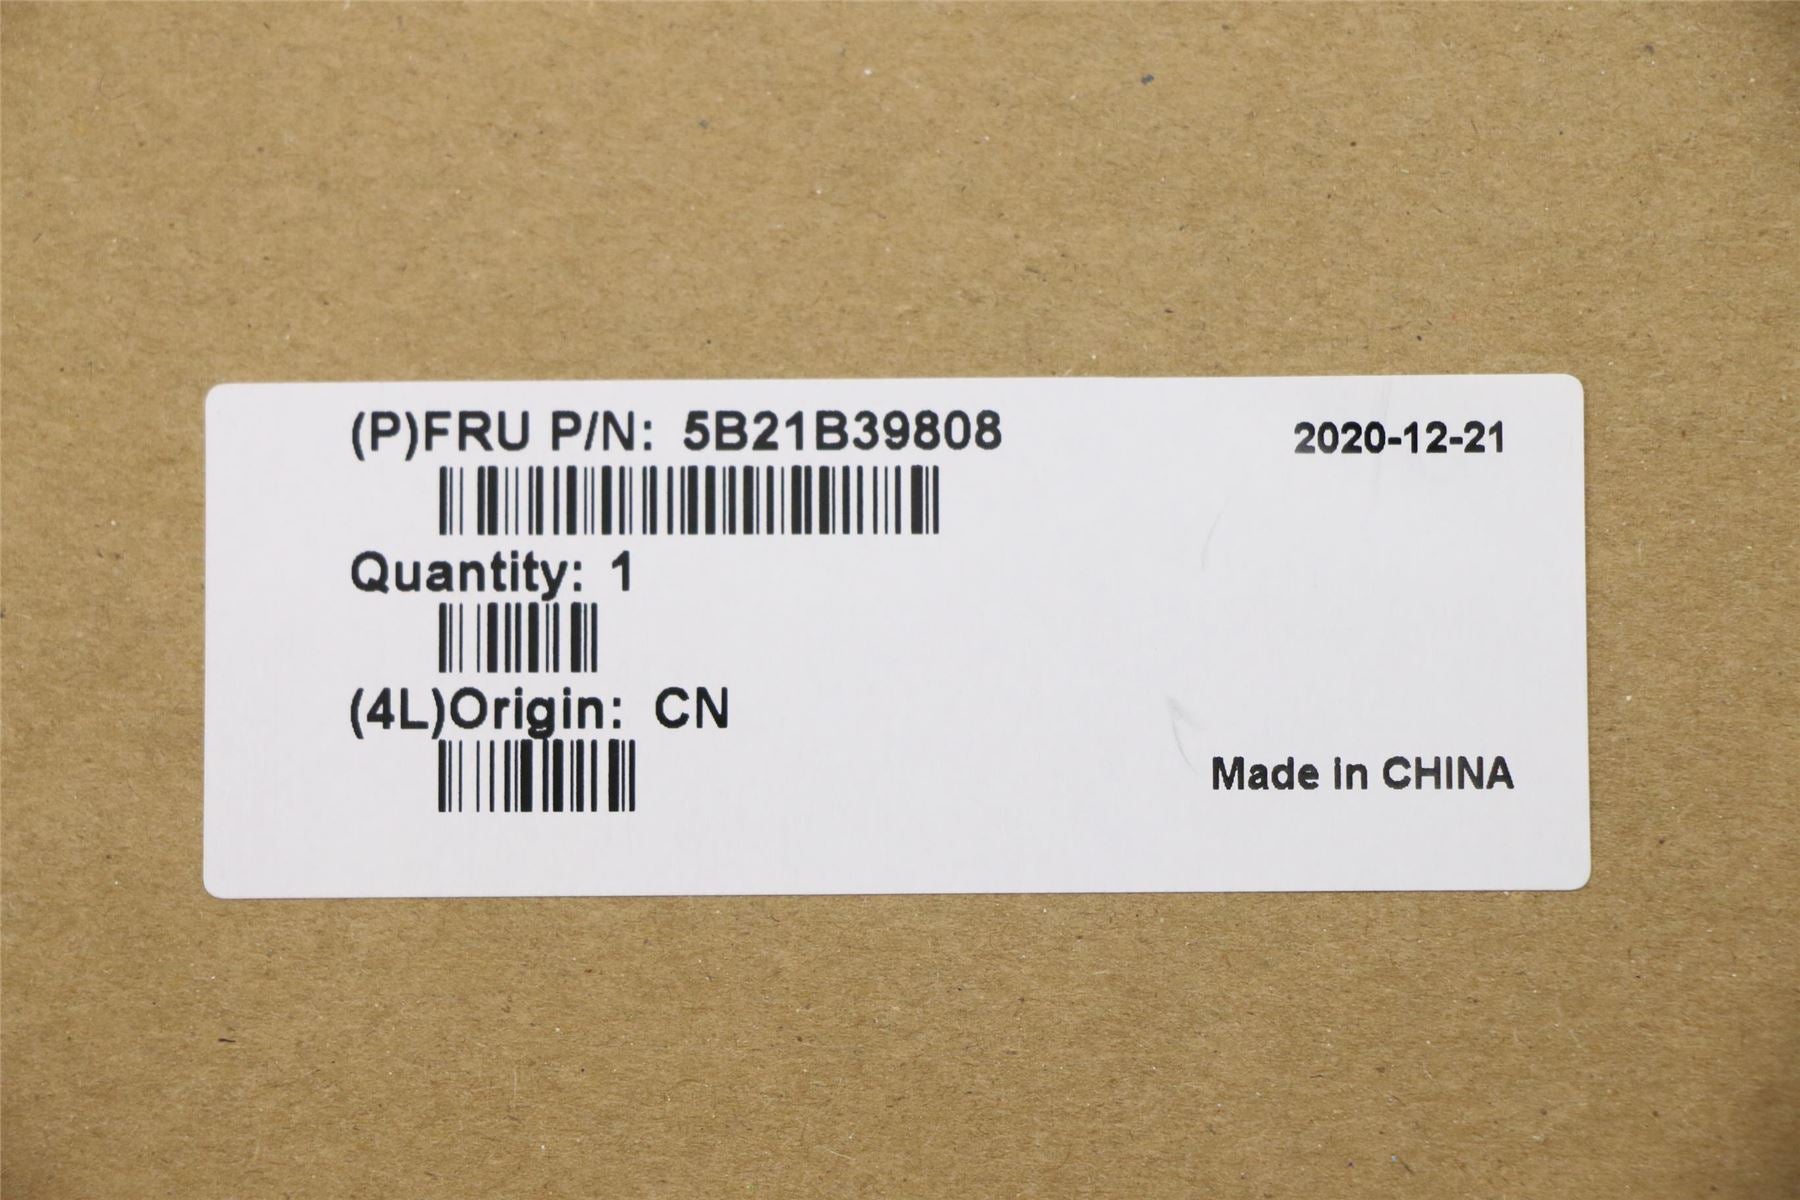 (P)FRU P/N: 5B21B39808
2020-12-21
Quantity: 1
(4L)Origin: CN
Made in CHINA